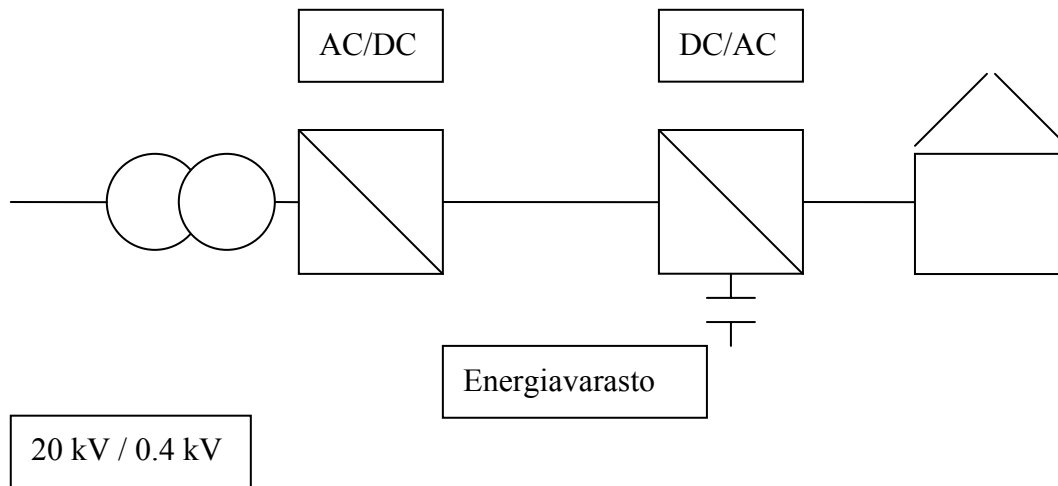 AC/DC
DC/AC
Energiavarasto
20 kV / 0.4 kV